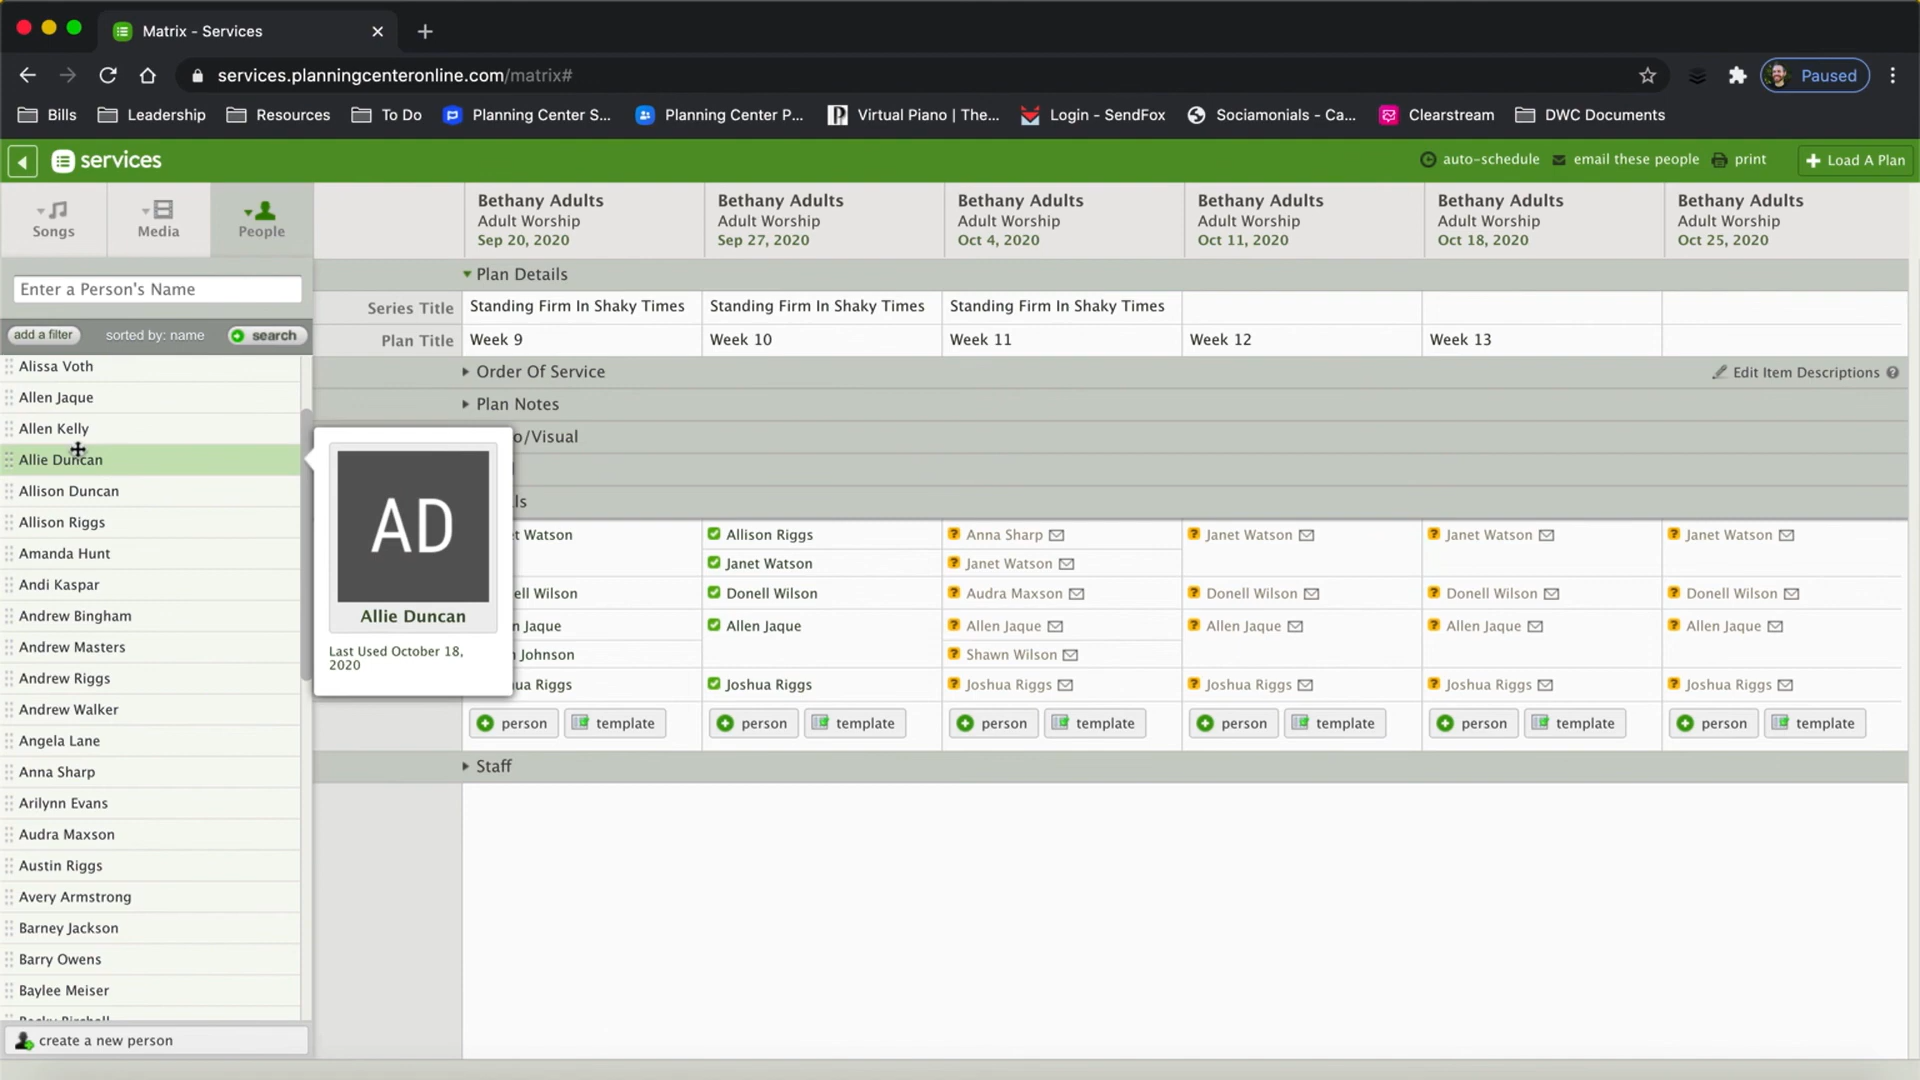 Matrix - Services
services.planningcenteronline.com/matrix#
Paused
Bills
Leadership
Resources
To Do
Planning Center S...
Planning Center P...
Virtual Piano | The...
Login - SendFox
Sociamonials - Ca...
Clearstream
DWC Documents
services
auto-schedule
email these people
print
Load A Plan
Songs
Media
People
Bethany Adults
Adult Worship
Sep 20, 2020
Bethany Adults
Adult Worship
Sep 27, 2020
Bethany Adults
Adult Worship
Oct 4, 2020
Bethany Adults
Adult Worship
Oct 11, 2020
Bethany Adults
Adult Worship
Oct 18, 2020
Bethany Adults
Adult Worship
Oct 25, 2020
Enter a Person's Name
add a filter
sorted by: name
search
Alissa Voth
Allen Jaque
Allen Kelly
Allie Duncan
Allison Duncan
Allison Riggs
Amanda Hunt
Andi Kaspar
Andrew Bingham
Andrew Masters
Andrew Riggs
Andrew Walker
Angela Lane
Anna Sharp
Arilynn Evans
Audra Maxson
Austin Riggs
Avery Armstrong
Barney Jackson
Barry Owens
Baylee Meiser
create a new person
AD
Allie Duncan
Last Used October 18,
2020
Plan Details
Series Title
Standing Firm In Shaky Times
Standing Firm In Shaky Times
Standing Firm In Shaky Times
Plan Title
Week 9
Week 10
Week 11
Week 12
Week 13
Order Of Service
Edit Item Descriptions
Plan Notes
o/Visual
ls
t Watson
Allison Riggs
Anna Sharp
Janet Watson
Janet Watson
Janet Watson
Janet Watson
Janet Watson
ell Wilson
Donell Wilson
Audra Maxson
Donell Wilson
Donell Wilson
Donell Wilson
n Jaque
Allen Jaque
Allen Jaque
Allen Jaque
Allen Jaque
Allen Jaque
Johnson
Shawn Wilson
ua Riggs
Joshua Riggs
Joshua Riggs
Joshua Riggs
Joshua Riggs
Joshua Riggs
person
template
person
template
person
template
person
template
person
template
person
template
Staff